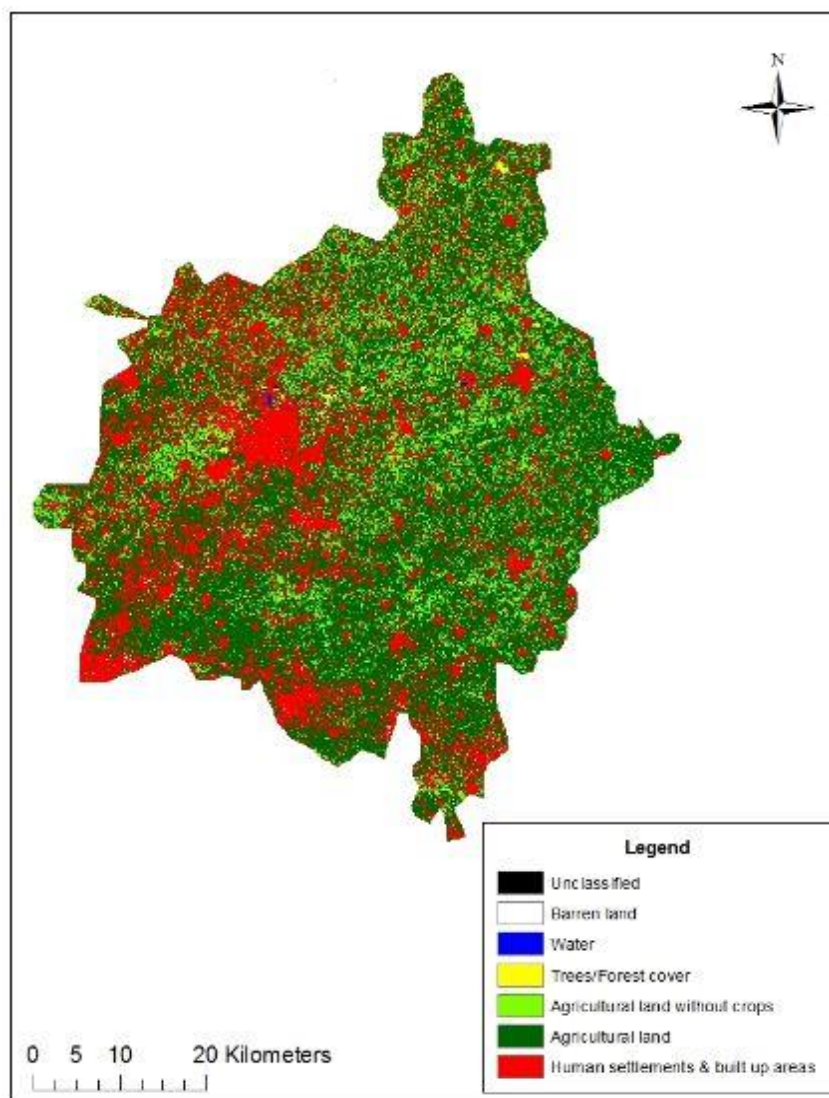 N
Legend
Unclassified
Barren land
Water
Trees/Forest cover
Agricultural land without crops
Agricultural land
Human settlements & built up areas
0 5 10 20 Kilometers